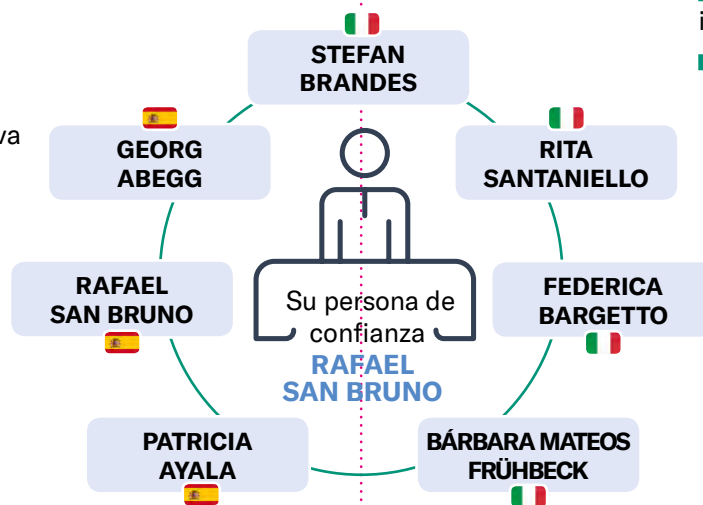 STEFAN
BRANDES
va
GEORG
ABEGG
RITA
SANTANIELLO
RAFAEL
SAN BRUNO
Su persona de
confianza
RAFAEL
SAN BRUNO
FEDERICA
BARGETTO
PATRICIA
AYALA
BÁRBARA MATEOS
FRÜHBECK